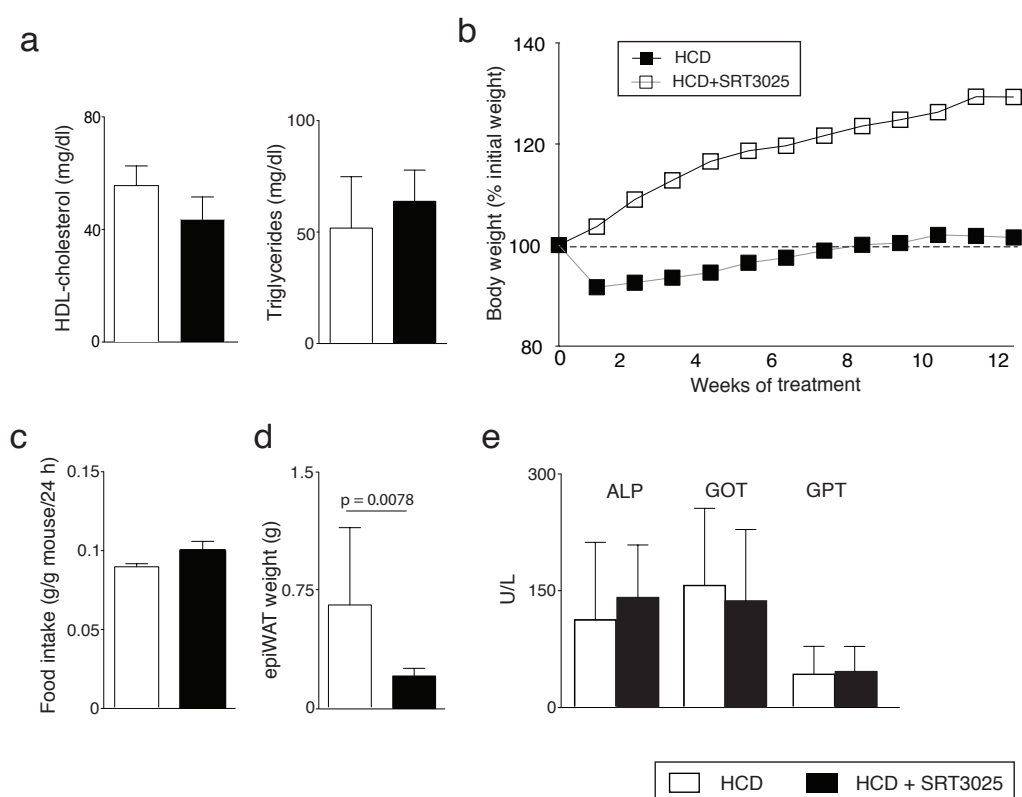 a
HDL-cholesterol (mg/dl)
80
40
0
Triglycerides (mg/dl)
100
50
0
b
Body weight (% initial weight)
140
120
100
80
HCD
HCD+SRT3025
0 2 4 6 8 10 12
Weeks of treatment
c
Food intake (g/g mouse/24 h)
0.15
0.1
0.05
0
d
epiWAT weight (g)
1.5
0.75
0
p = 0.0078
e
U/L
300
150
0
ALP GOT GPT
HCD HCD + SRT3025